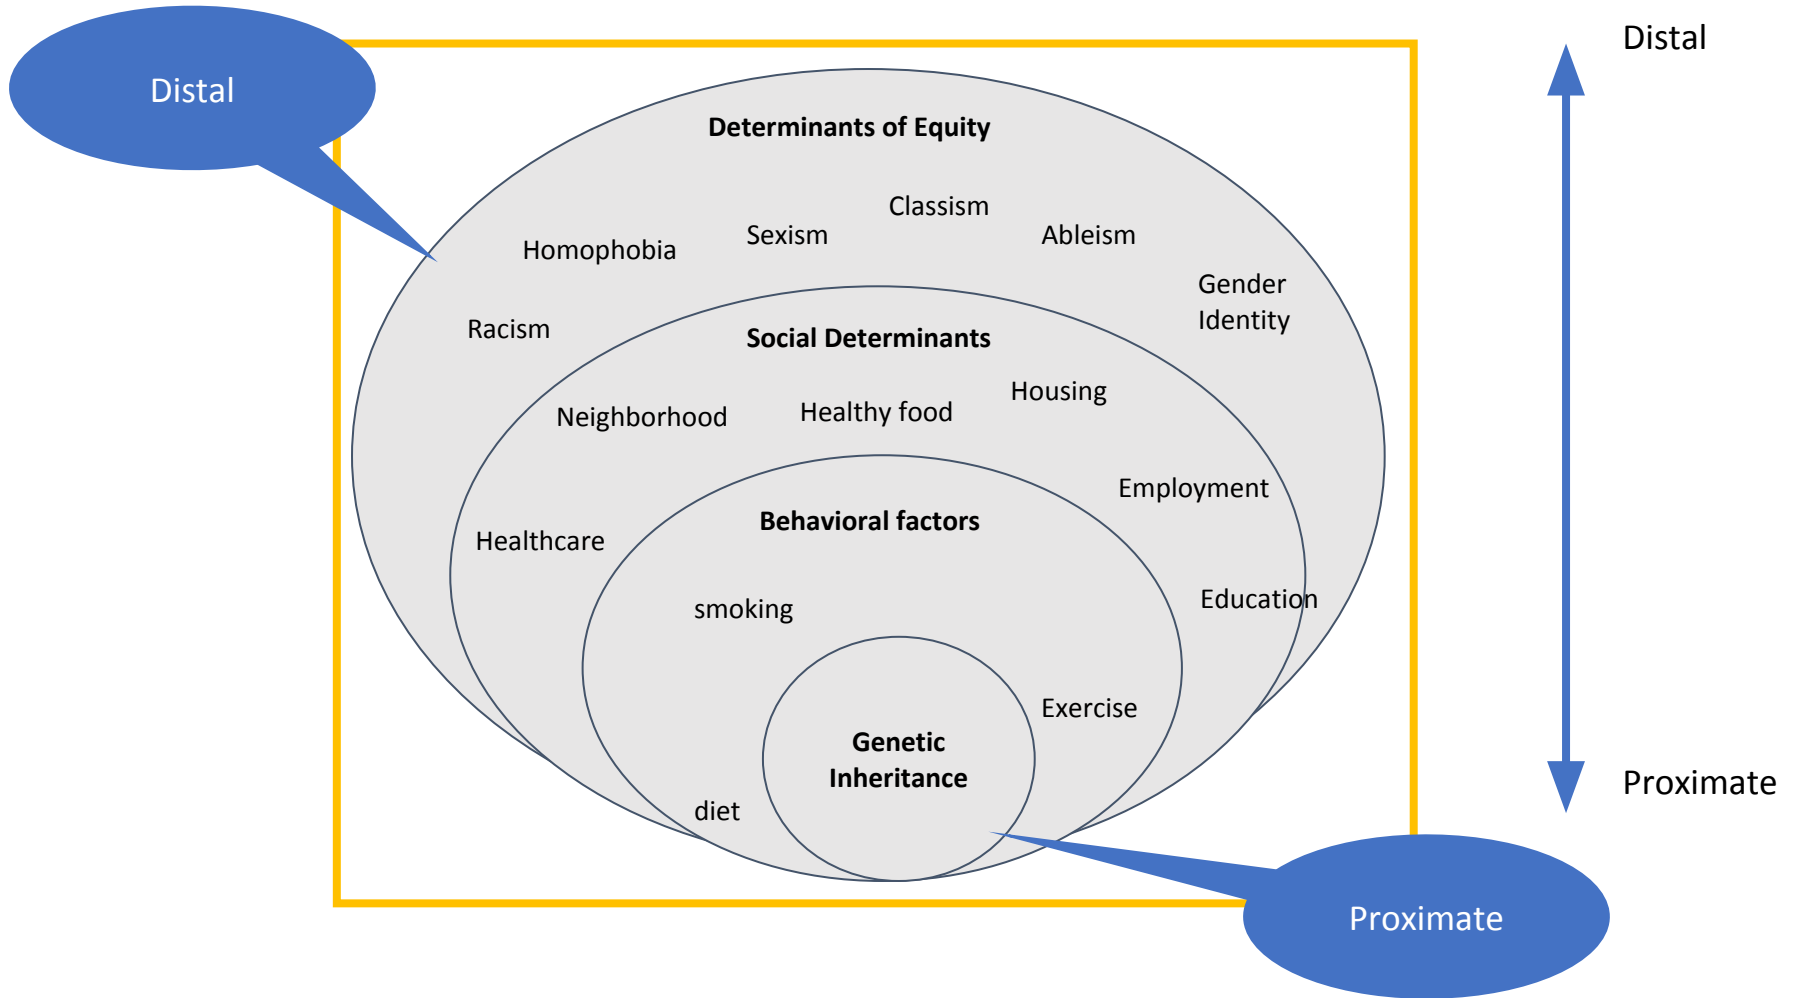 Distal
Distal
Determinants of Equity
Classism
Sexism
Ableism
Homophobia
Gender
Identity
Racism
Social Determinants
Housing
Healthy food
Neighborhood
Employment
Behavioral factors
Healthcare
Education
smoking
Exercise
Genetic
Inheritance
diet
Proximate
Proximate